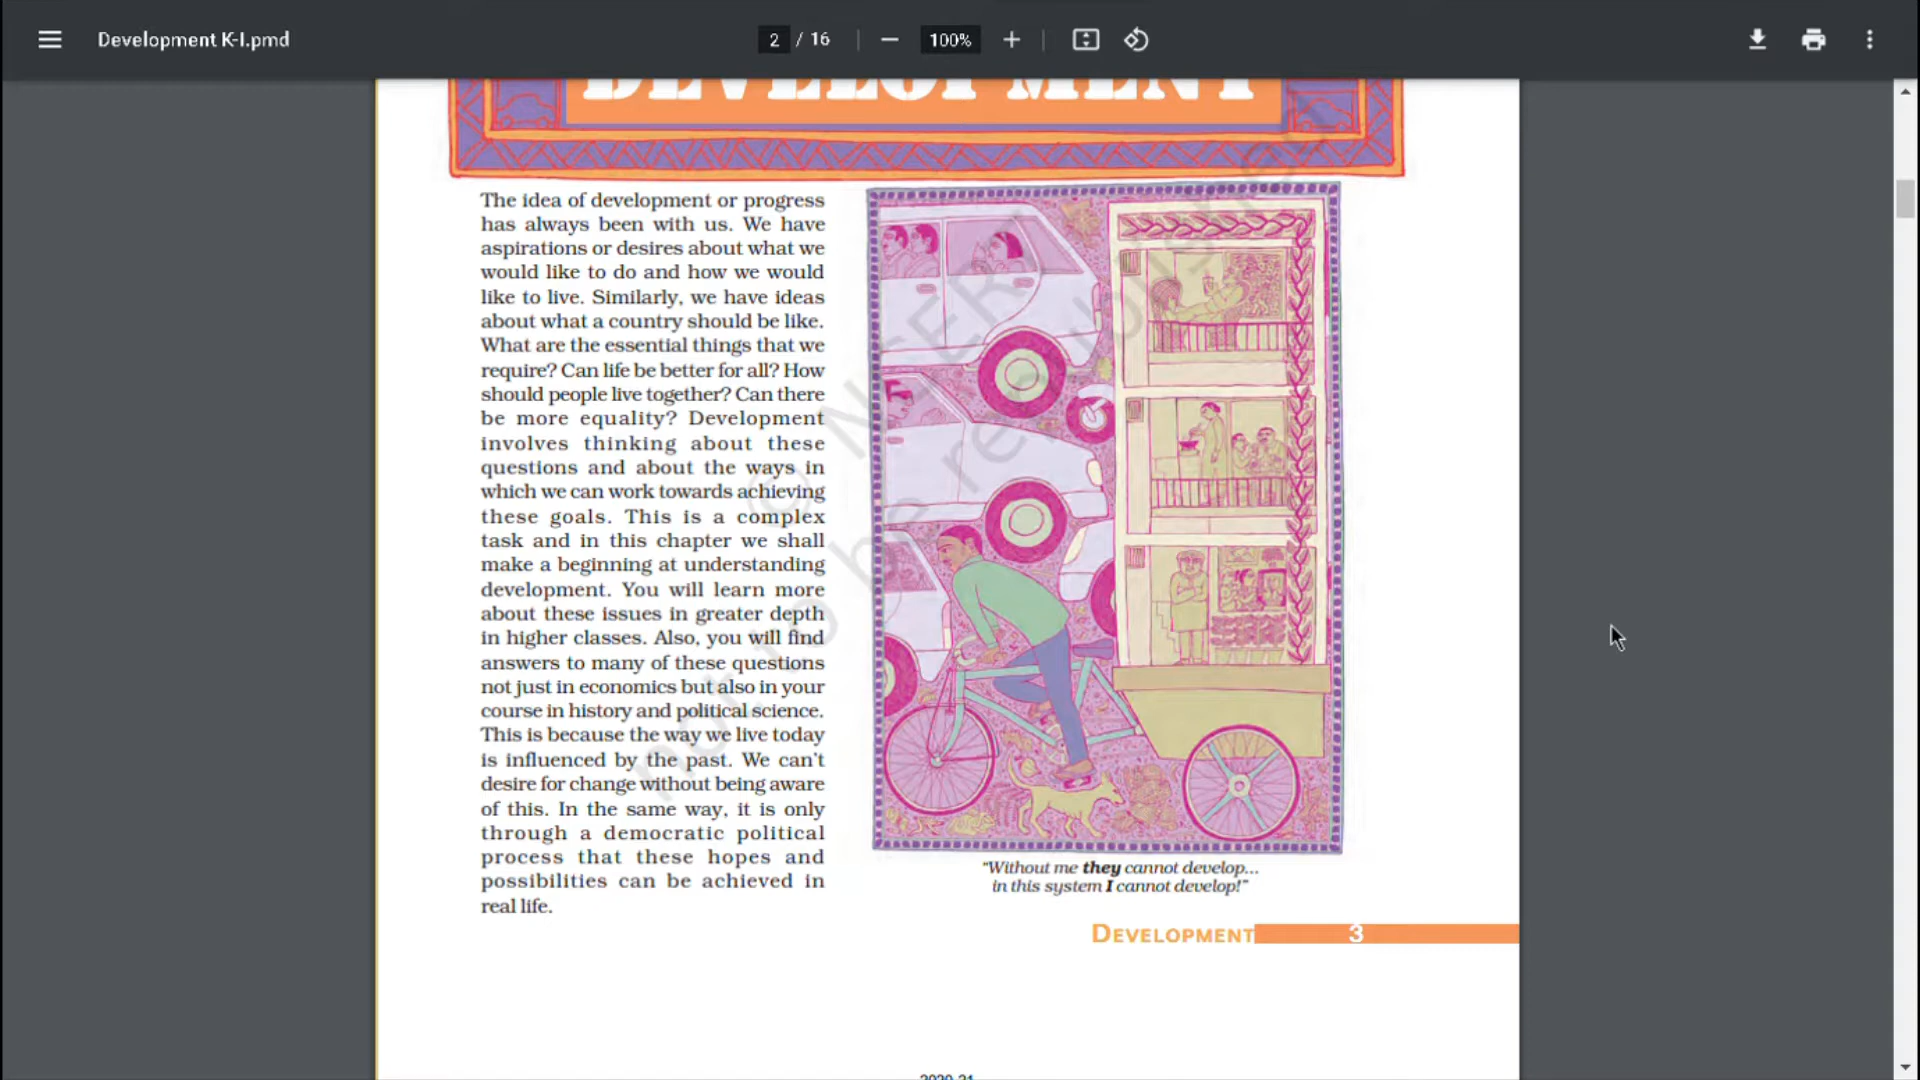 Development K-I.pmd
2 / 16
100%
DEVELOPMENT
The idea of development or progress
has always been with us. We have
aspirations or desires about what we
would like to do and how we would
like to live. Similarly, we have ideas
about what a country should be like.
What are the essential things that we
require? Can life be better for all? How
should people live together? Can there
be more equality? Development
involves thinking about these
questions and about the ways in
which we can work towards achieving
these goals. This is a complex
task and in this chapter we shall
make a beginning at understanding
development. You will learn more
about these issues in greater depth
in higher classes. Also, you will find
answers to many of these questions
not just in economics but also in your
course in history and political science.
This is because the way we live today
is influenced by the past. We can't
desire for change without being aware
of this. In the same way, it is only
through a democratic political
process that these hopes and
possibilities can be achieved in
real life.
© NCERT
not to be republished
"Without me they cannot develop...
in this system I cannot develop!"
DEVELOPMENT 3
2020-21